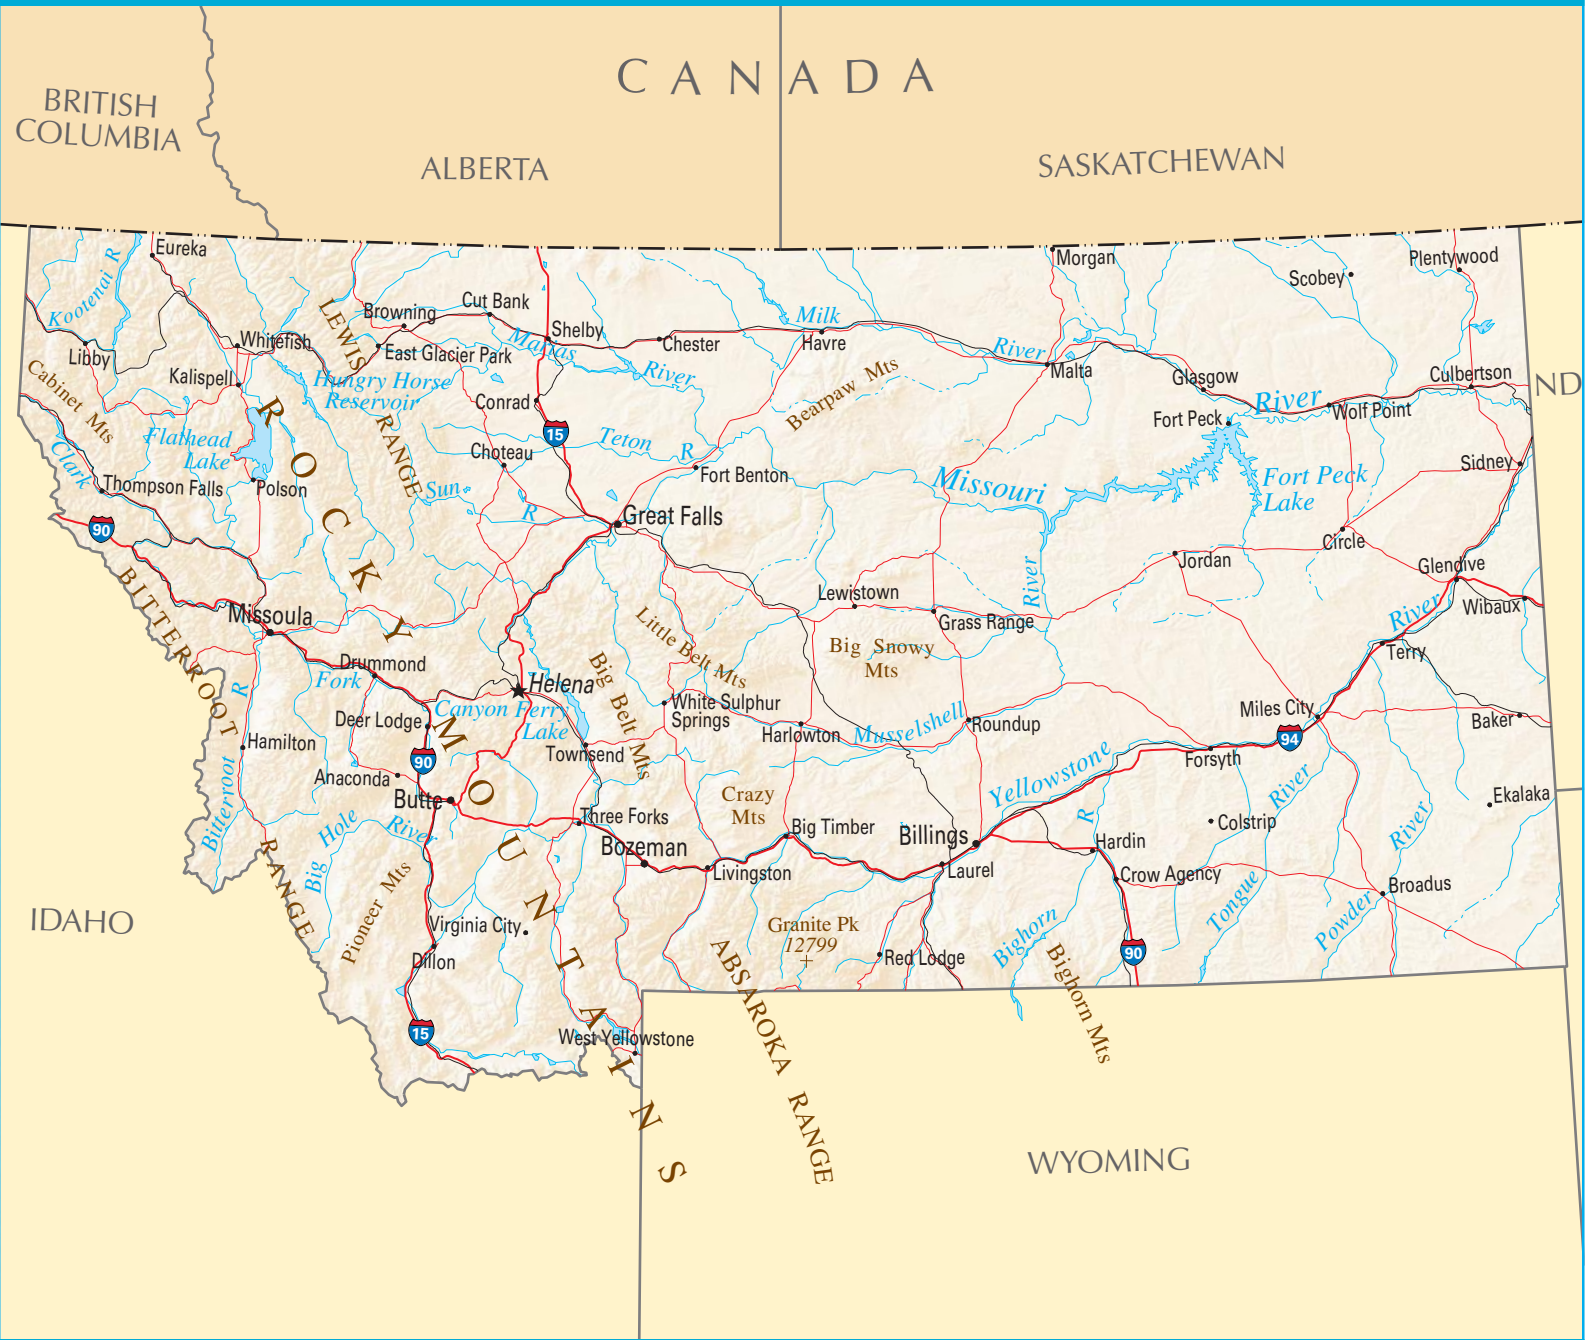 CANADA
BRITISH
COLUMBIA
ALBERTA
SASKATCHEWAN
Eureka
Kootenai R
Morgan
Plentywood
Scobey
LEWIS
RANGE
Browning
Cut Bank
Milk
River
Shelby
Marias
River
Chester
Havre
Whitefish
Libby
East Glacier Park
Kalispell
Hungry Horse
Reservoir
Cabinet Mts
Malta
Glasgow
Culbertson
ND
Bearpaw Mts
Conrad
15
Fort Peck
River
Wolf Point
ROCKY MOUNTAINS
Flathead
Lake
Teton R
Choteau
Clark
Fork
Sun R
Fort Benton
Missouri
Fort Peck
Lake
Sidney
Thompson Falls
Polson
90
Great Falls
Circle
Jordan
Glendive
River
Lewistown
Grass Range
Wibaux
River
BITTERROOT
RANGE
Missoula
Little Belt Mts
Big Snowy
Mts
Terry
Drummond
Big Belt Mts
Helena
White Sulphur
Springs
Canyon Ferry
Lake
R
Deer Lodge
Harlowton
Musselshell
Roundup
Miles City
Baker
94
Hamilton
Townsend
90
Yellowstone
Forsyth
Anaconda
Butte
Crazy
Mts
River
Ekalaka
Bitterroot
Three Forks
Big Timber
Big Hole River
Billings
R
Colstrip
River
Bozeman
Hardin
Livingston
Laurel
Crow Agency
Broadus
Pioneer Mts
IDAHO
Virginia City
Granite Pk
12799
Tongue
Powder
Bighorn
Dillon
Red Lodge
90
ABSAROKA RANGE
Bighorn Mts
15
West Yellowstone
WYOMING